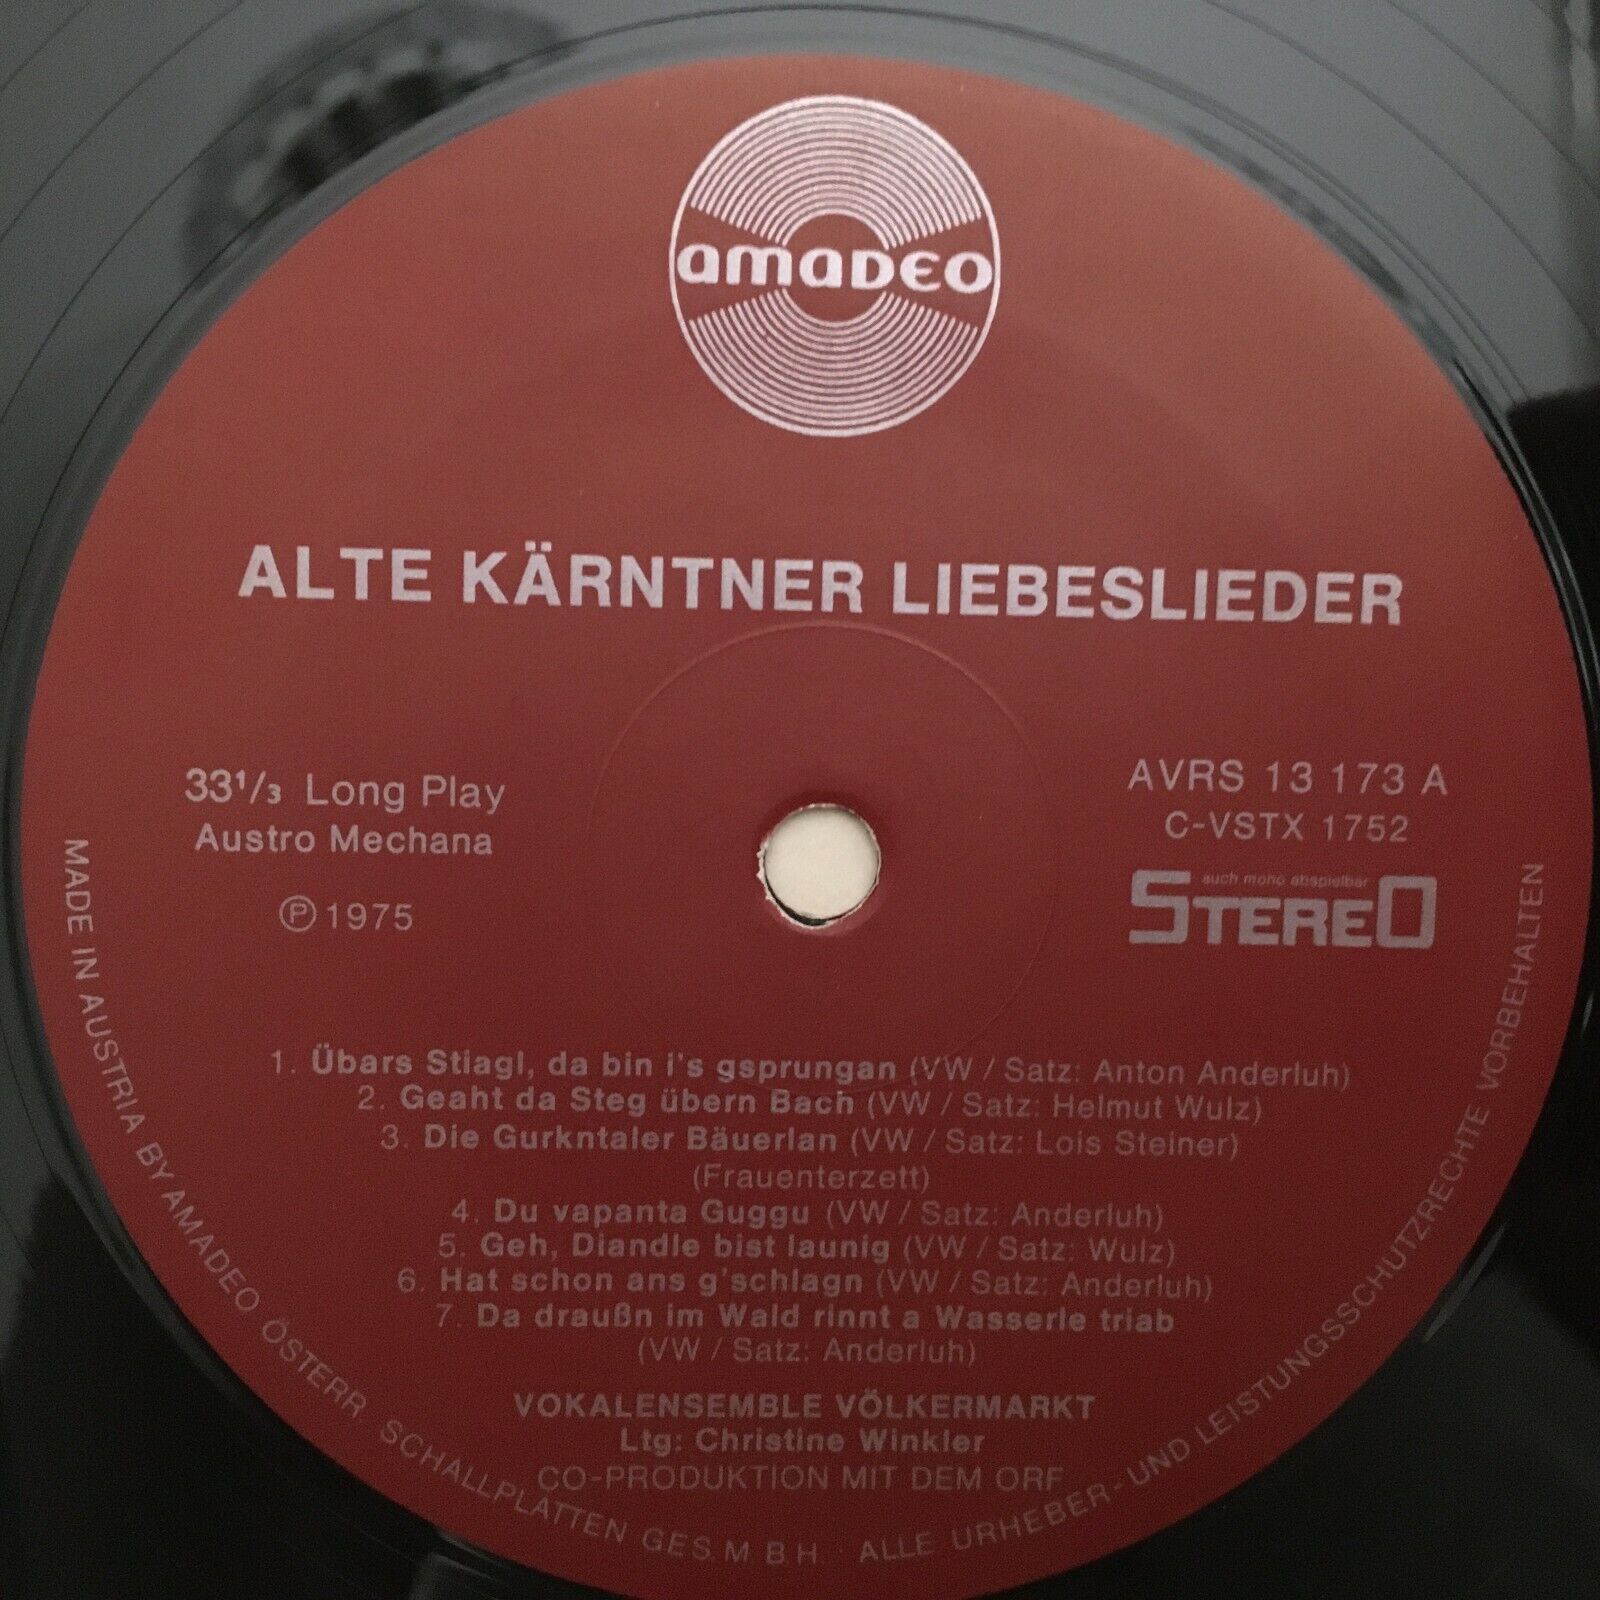 amadeo
ALTE KÄRNTNER LIEBESLIEDER
33¹/₃ Long Play
Austro Mechana
Ⓟ 1975
AVRS 13 173 A
C-VSTX 1752
auch mono abspielbar
STEREO
1. Übars Stiagl, da bin i's gsprungan (VW / Satz: Anton Anderluh)
2. Geaht da Steg übern Bach (VW / Satz: Helmut Wulz)
3. Die Gurkntaler Bäuerlan (VW / Satz: Lois Steiner)
(Frauenterzett)
4. Du vapanta Guggu (VW / Satz: Anderluh)
5. Geh, Diandle bist launig (VW / Satz: Wulz)
6. Hat schon ans g'schlagn (VW / Satz: Anderluh)
7. Da draußn im Wald rinnt a Wasserle triab
(VW / Satz: Anderluh)
VOKALENSEMBLE VÖLKERMARKT
Ltg: Christine Winkler
CO-PRODUKTION MIT DEM ORF
MADE IN AUSTRIA BY AMADEO ÖSTERR. SCHALLPLATTEN GES.M.B.H. · ALLE URHEBER- UND LEISTUNGSSCHUTZRECHTE VORBEHALTEN